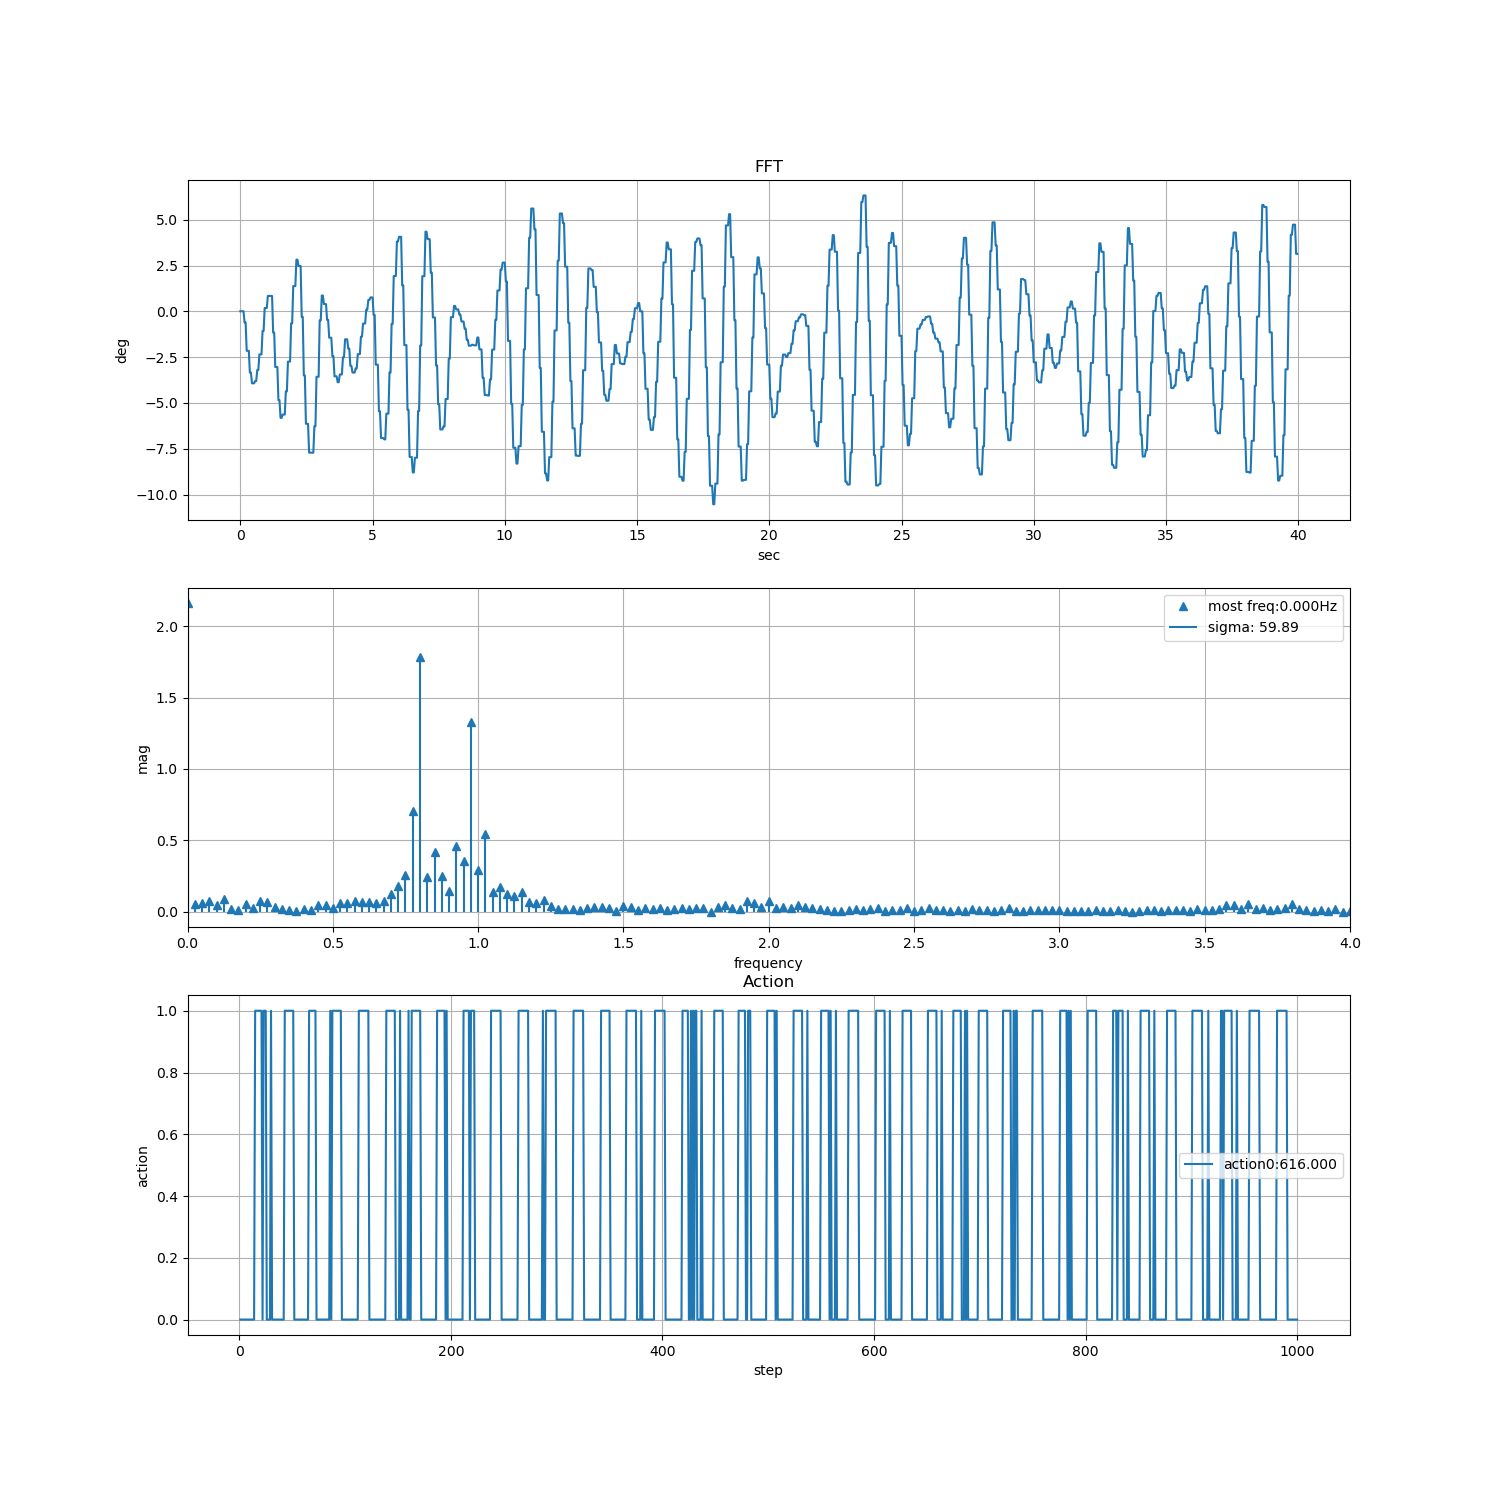 FFT
5.0
2.5
0.0
−2.5
−5.0
−7.5
−10.0
deg
0 5 10 15 20 25 30 35 40
sec
most freq:0.000Hz
sigma: 59.89
2.0
1.5
1.0
0.5
0.0
mag
0.0 0.5 1.0 1.5 2.0 2.5 3.0 3.5 4.0
frequency
Action
1.0
0.8
0.6
0.4
0.2
0.0
action
action0:616.000
0 200 400 600 800 1000
step